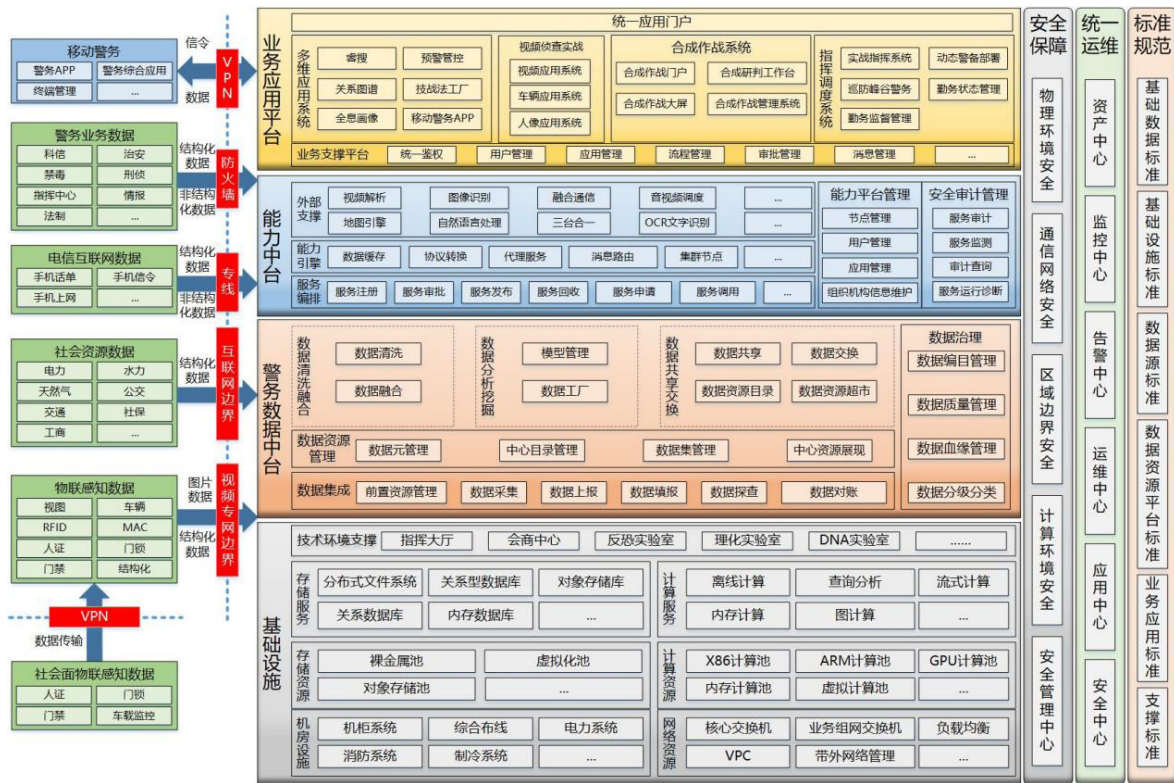 移动警务
警务APP
警务综合应用
终端管理
...
信令
数据
VPN
警务业务数据
科信
治安
禁毒
刑侦
指挥中心
情报
法制
...
结构化数据
非结构化数据
防火墙
电信互联网数据
手机话单
手机信令
手机上网
...
结构化数据
非结构化数据
专线
社会资源数据
电力
水力
天然气
公交
交通
社保
工商
...
结构化数据
互联网边界
物联感知数据
视图
车辆
RFID
MAC
人证
门锁
门禁
结构化
图片数据
结构化数据
视频专网边界
VPN
数据传输
社会面物联感知数据
人证
门锁
门禁
车载监控
业务应用平台
统一应用门户
多维应用系统
睿搜
预警管控
关系图谱
技战法工厂
全息画像
移动警务APP
视频侦查实战
视频应用系统
车辆应用系统
人像应用系统
合成作战系统
合成作战门户
合成研判工作台
合成作战大屏
合成作战管理系统
指挥调度系统
实战指挥系统
动态警备部署
巡防峰谷警务
勤务状态管理
勤务监督管理
业务支撑平台
统一鉴权
用户管理
应用管理
流程管理
审批管理
消息管理
...
能力中台
外部支撑
视频解析
图像识别
融合通信
音视频调度
...
地图引擎
自然语言处理
三台合一
OCR文字识别
...
能力引擎
数据缓存
协议转换
代理服务
消息路由
集群节点
...
服务编排
服务注册
服务审批
服务发布
服务回收
服务申请
服务调用
...
能力平台管理
节点管理
用户管理
应用管理
组织机构信息维护
安全审计管理
服务审计
服务监测
审计查询
服务运行诊断
警务数据中台
数据清洗融合
数据清洗
数据融合
数据分析挖掘
模型管理
数据工厂
数据共享交换
数据共享
数据交换
数据资源目录
数据资源超市
数据资源管理
数据元管理
中心目录管理
数据集管理
中心资源展现
数据集成
前置资源管理
数据采集
数据上报
数据填报
数据探查
数据对账
数据治理
数据编目管理
数据质量管理
数据血缘管理
数据分级分类
基础设施
技术环境支撑
指挥大厅
会商中心
反恐实验室
理化实验室
DNA实验室
......
存储服务
分布式文件系统
关系型数据库
对象存储库
关系数据库
内存数据库
...
计算服务
离线计算
查询分析
流式计算
内存计算
图计算
...
存储资源
裸金属池
虚拟化池
对象存储池
...
计算资源
X86计算池
ARM计算池
GPU计算池
内存计算池
虚拟计算池
...
机房设施
机柜系统
综合布线
电力系统
消防系统
制冷系统
...
网络资源
核心交换机
业务组网交换机
负载均衡
VPC
带外网络管理
...
安全保障
物理环境安全
通信网络安全
区域边界安全
计算环境安全
安全管理中心
统一运维
资产中心
监控中心
告警中心
运维中心
应用中心
安全中心
标准规范
基础数据标准
基础设施标准
数据源标准
数据资源平台标准
业务应用标准
支撑标准